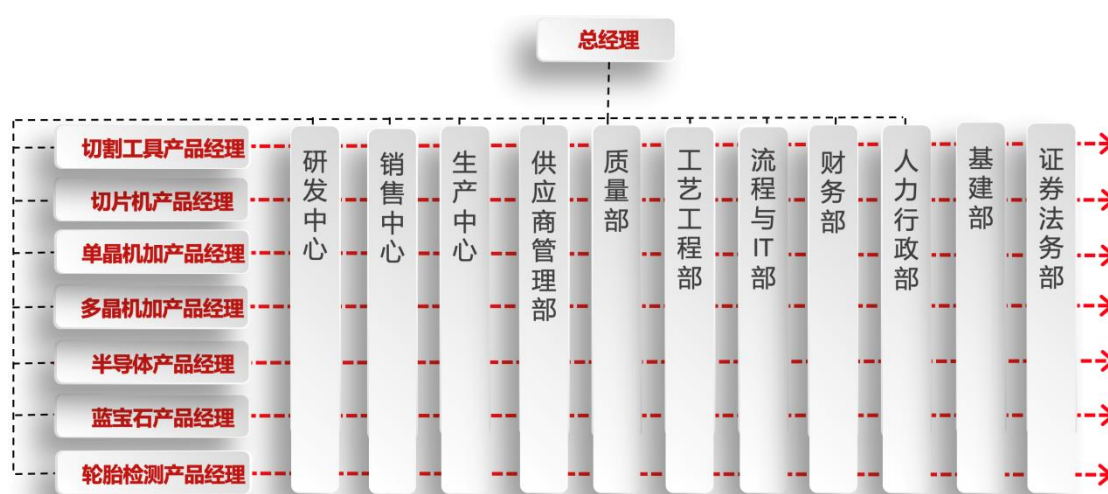 总经理
切割工具产品经理
切片机产品经理
单晶机加产品经理
多晶机加产品经理
半导体产品经理
蓝宝石产品经理
轮胎检测产品经理
研发中心
销售中心
生产中心
供应商管理部
质量部
工艺工程部
流程与IT部
财务部
人力行政部
基建部
证券法务部